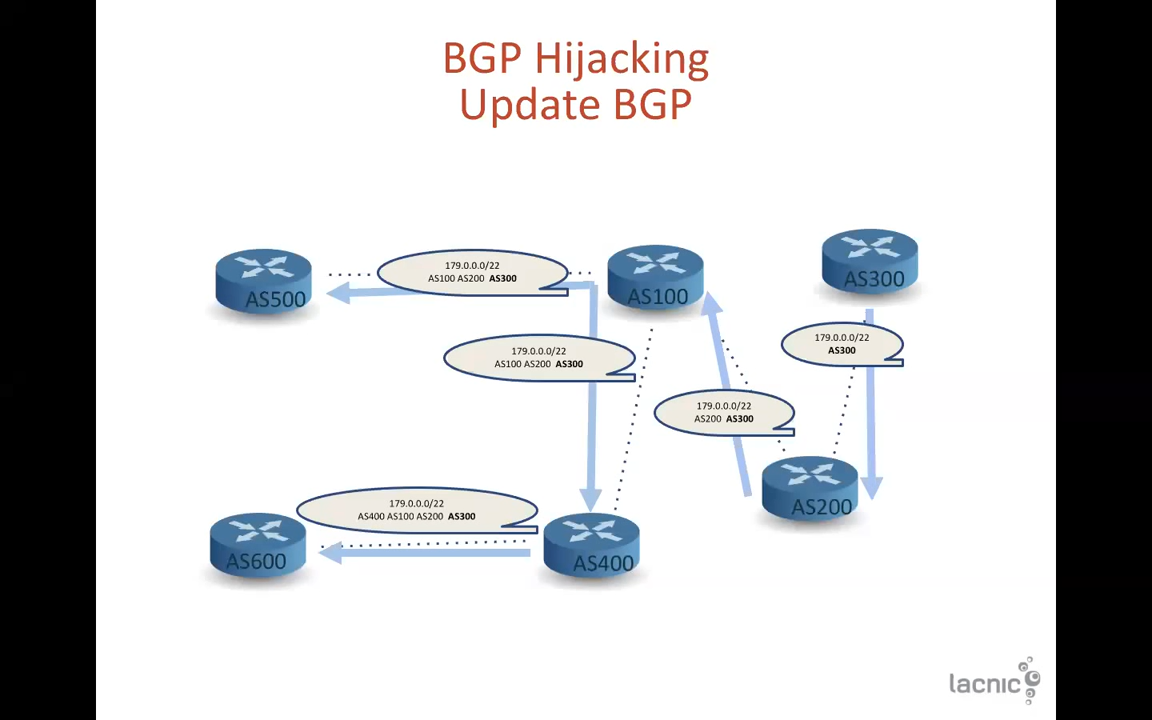 BGP Hijacking
Update BGP
179.0.0.0/22
AS100 AS200 AS300
AS500
AS100
AS300
179.0.0.0/22
AS100 AS200 AS300
179.0.0.0/22
AS300
179.0.0.0/22
AS200 AS300
179.0.0.0/22
AS400 AS100 AS200 AS300
AS200
AS600
AS400
lacnic